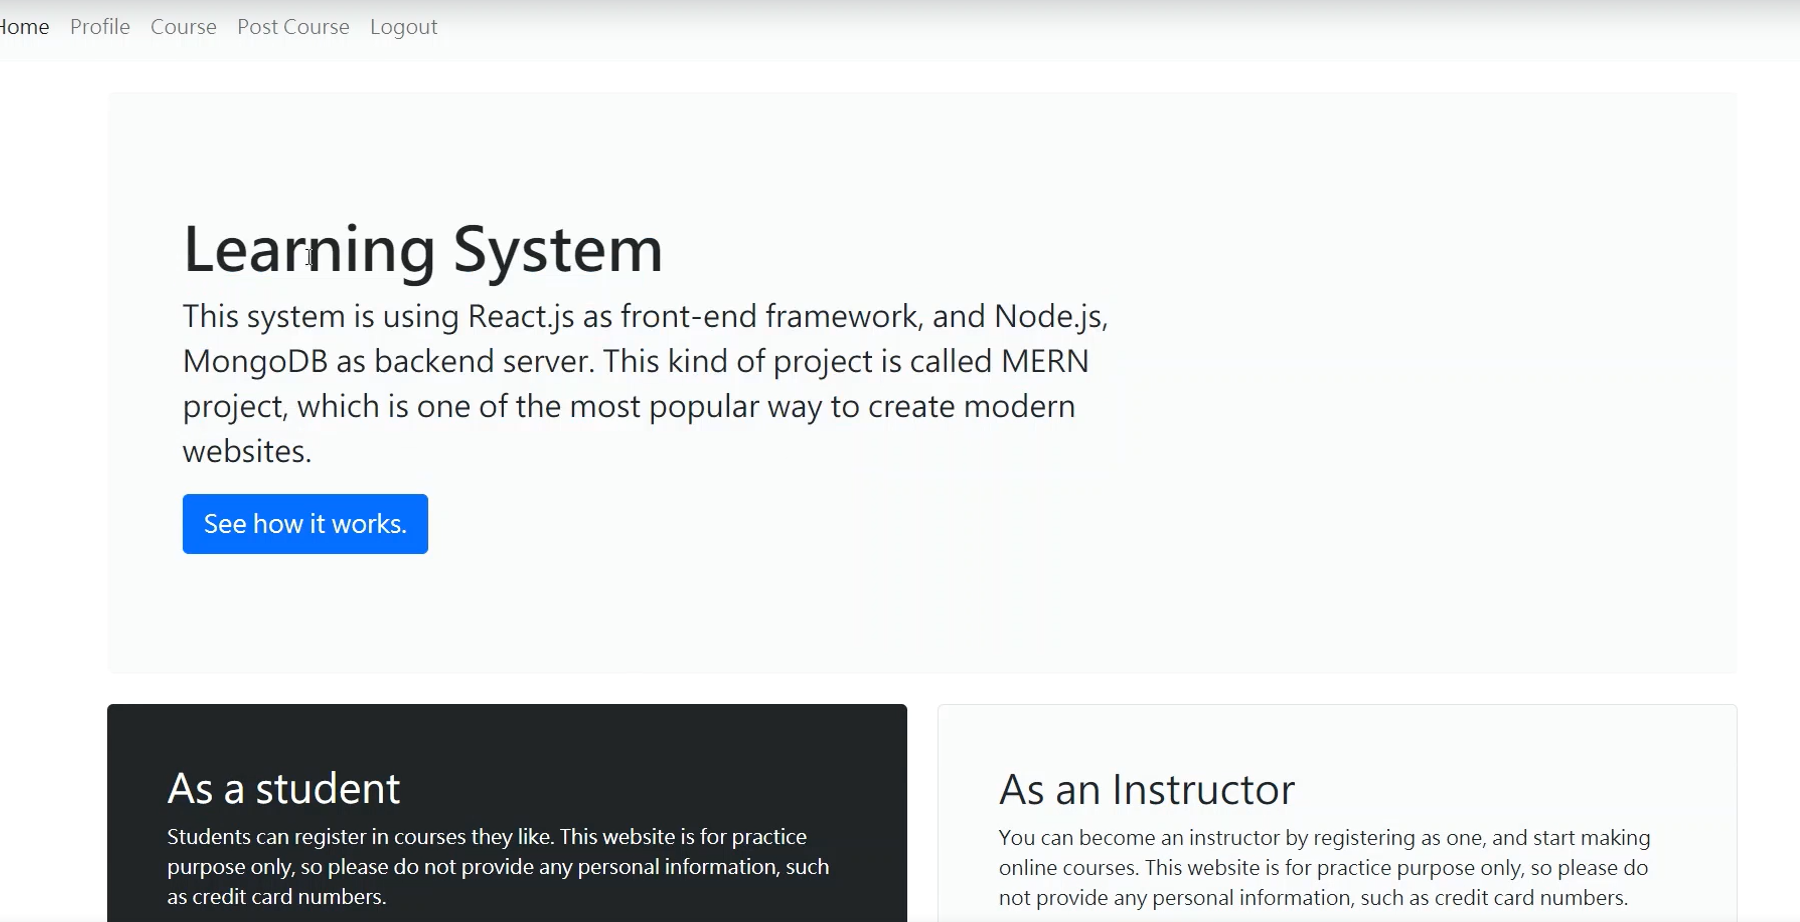 Home Profile Course Post Course Logout
Learning System
This system is using React.js as front-end framework, and Node.js,
MongoDB as backend server. This kind of project is called MERN
project, which is one of the most popular way to create modern
websites.
See how it works.
As a student
Students can register in courses they like. This website is for practice
purpose only, so please do not provide any personal information, such
as credit card numbers.
As an Instructor
You can become an instructor by registering as one, and start making
online courses. This website is for practice purpose only, so please do
not provide any personal information, such as credit card numbers.